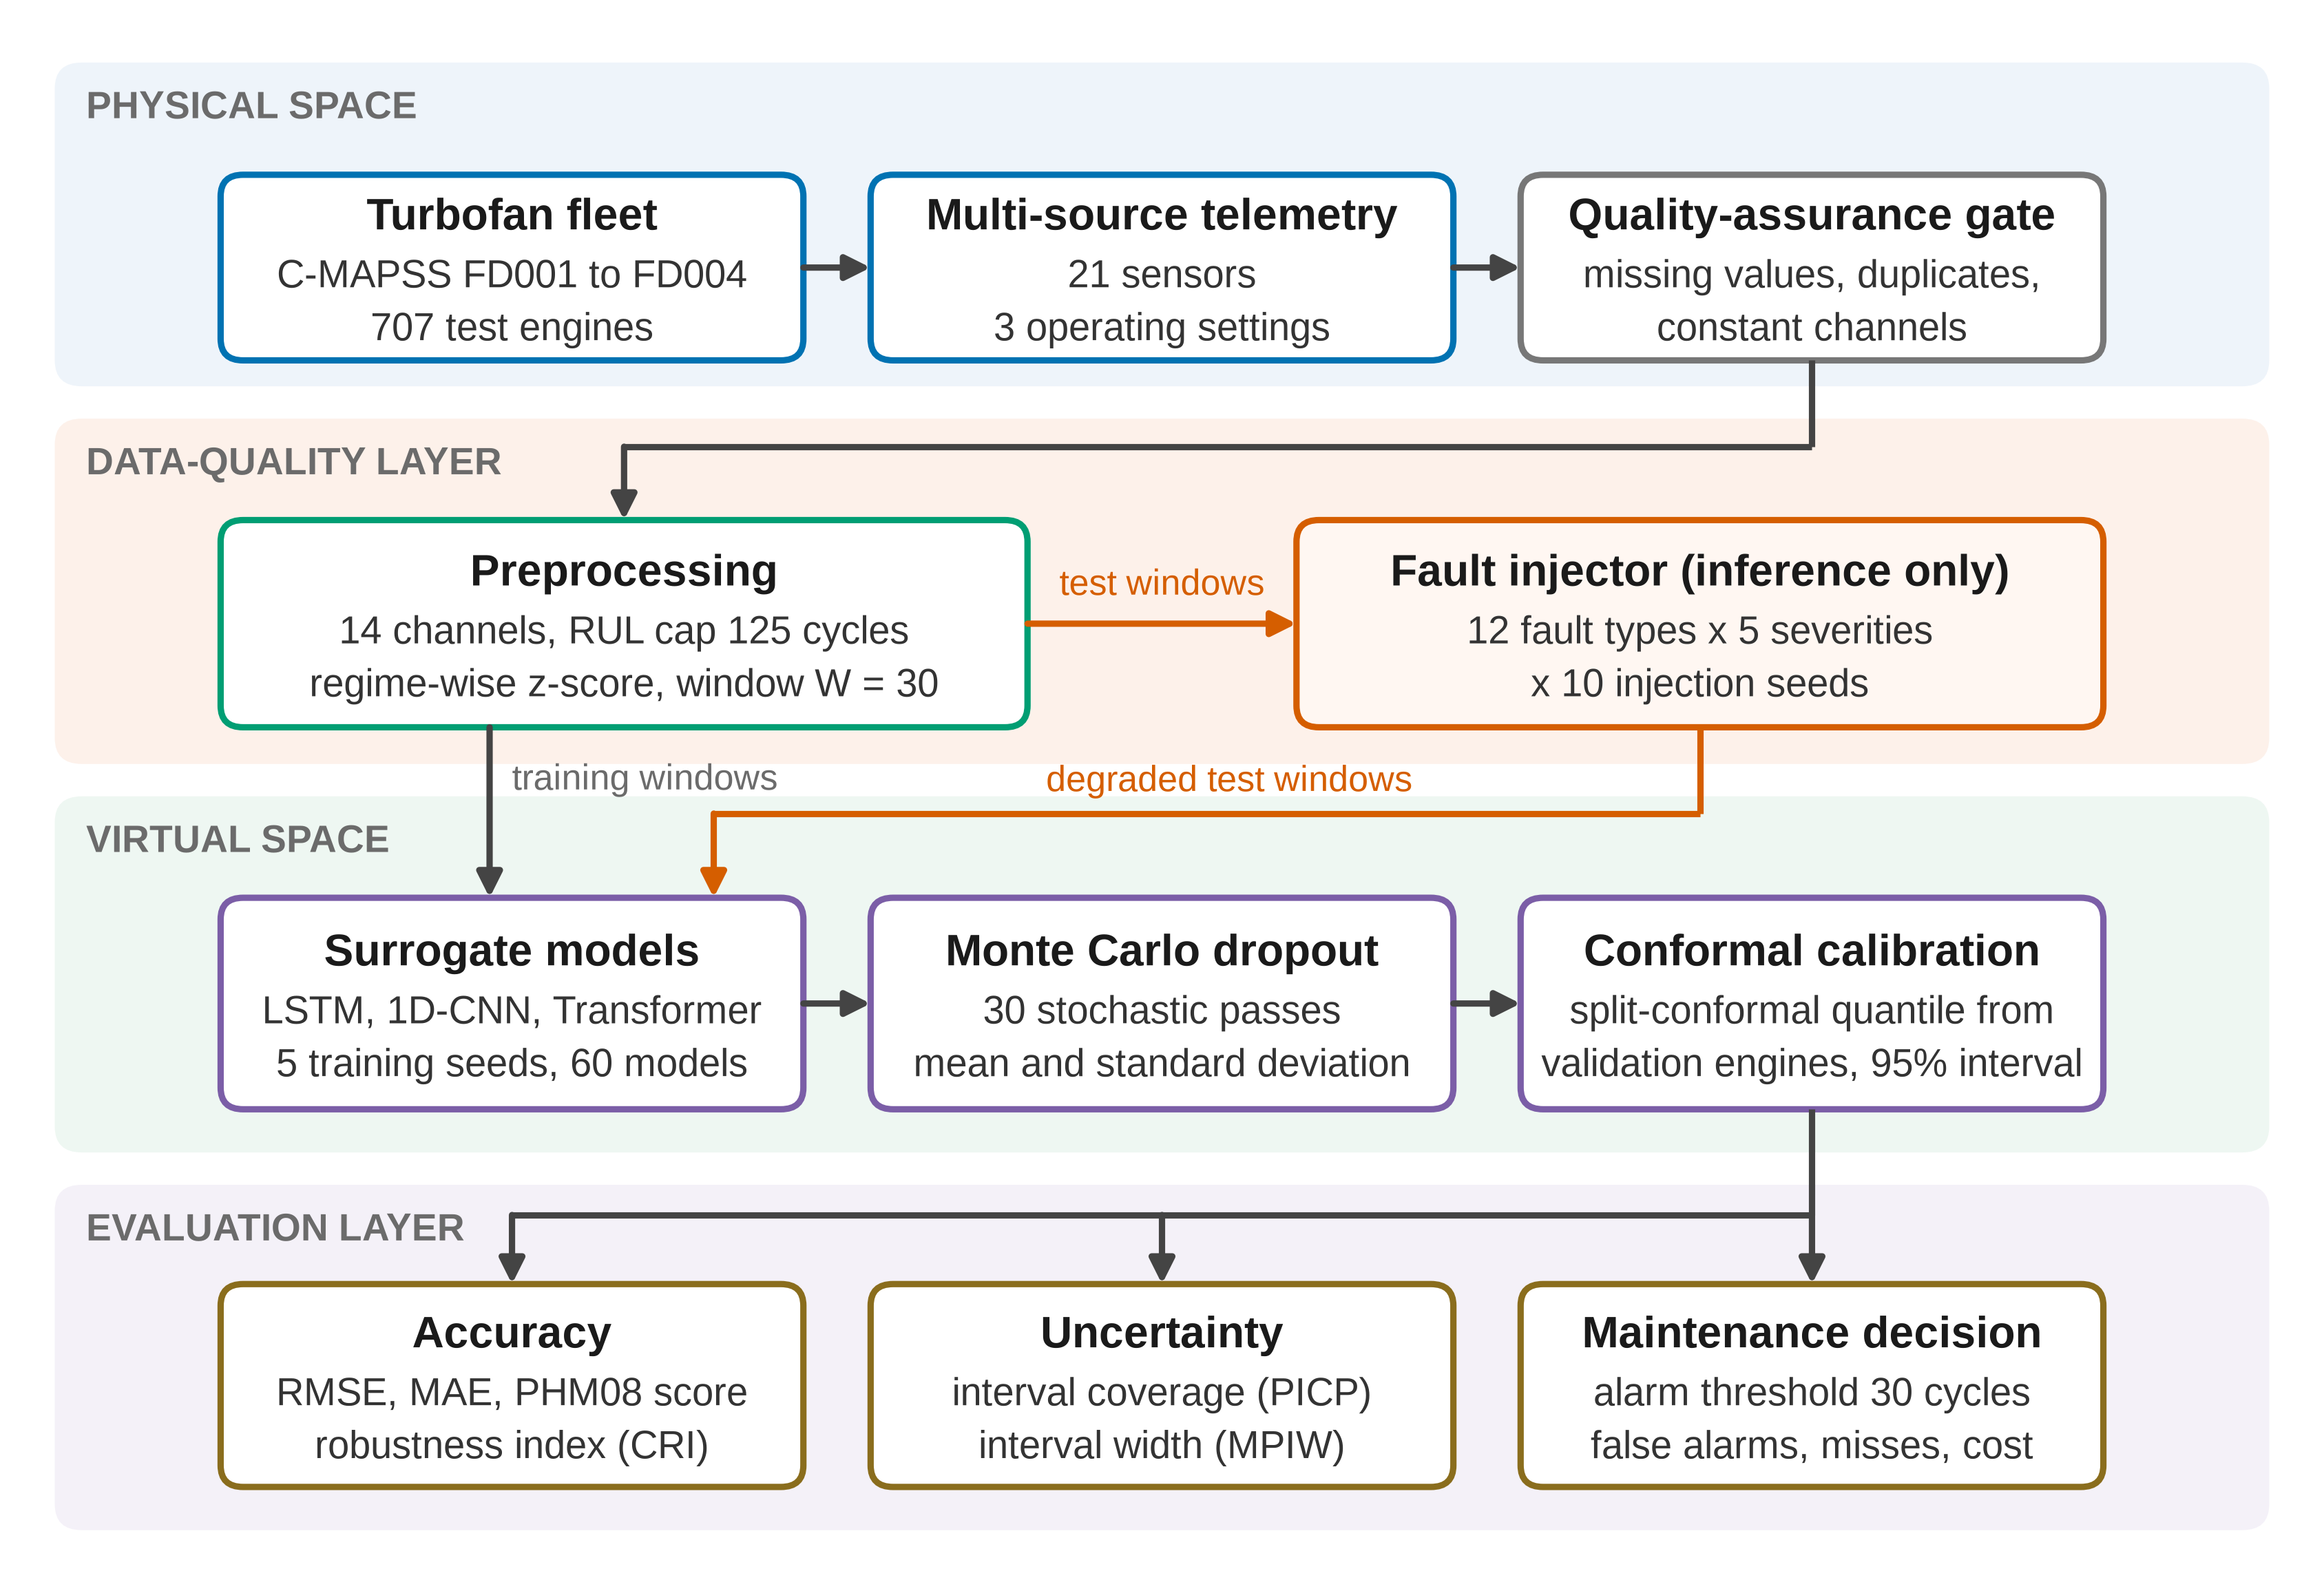 PHYSICAL SPACE
Turbofan fleet
C-MAPSS FD001 to FD004
707 test engines
Multi-source telemetry
21 sensors
3 operating settings
Quality-assurance gate
missing values, duplicates,
constant channels
DATA-QUALITY LAYER
Preprocessing
14 channels, RUL cap 125 cycles
regime-wise z-score, window W = 30
test windows
Fault injector (inference only)
12 fault types x 5 severities
x 10 injection seeds
training windows
degraded test windows
VIRTUAL SPACE
Surrogate models
LSTM, 1D-CNN, Transformer
5 training seeds, 60 models
Monte Carlo dropout
30 stochastic passes
mean and standard deviation
Conformal calibration
split-conformal quantile from
validation engines, 95% interval
EVALUATION LAYER
Accuracy
RMSE, MAE, PHM08 score
robustness index (CRI)
Uncertainty
interval coverage (PICP)
interval width (MPIW)
Maintenance decision
alarm threshold 30 cycles
false alarms, misses, cost